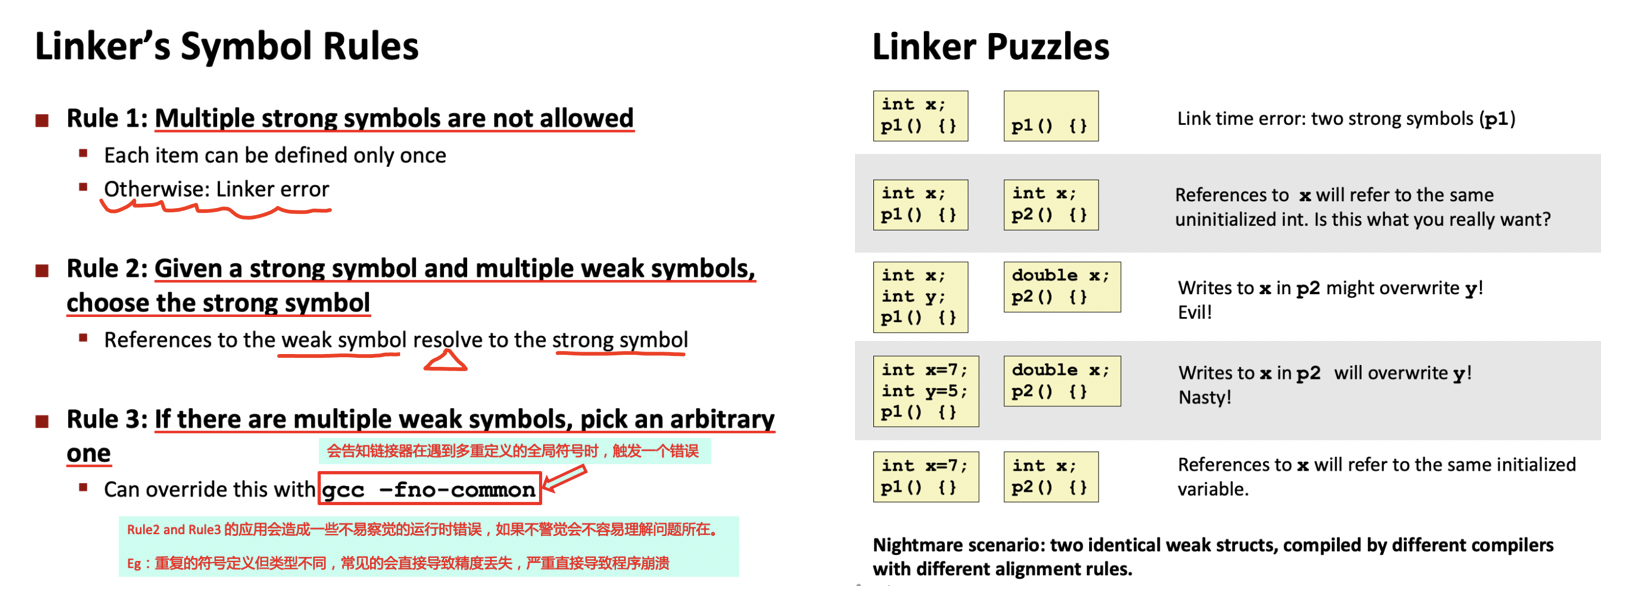 Linker's Symbol Rules
Rule 1: Multiple strong symbols are not allowed
Each item can be defined only once
Otherwise: Linker error
Rule 2: Given a strong symbol and multiple weak symbols,
choose the strong symbol
References to the weak symbol resolve to the strong symbol
Rule 3: If there are multiple weak symbols, pick an arbitrary
one
会告知链接器在遇到多重定义的全局符号时，触发一个错误
Can override this with gcc –fno-common
Rule2 and Rule3 的应用会造成一些不易察觉的运行时错误，如果不警觉会不容易理解问题所在。
Eg：重复的符号定义但类型不同，常见的会直接导致精度丢失，严重直接导致程序崩溃
Linker Puzzles
int x;
p1() {}
p1() {}
Link time error: two strong symbols (p1)
int x;
p1() {}
int x;
p2() {}
References to x will refer to the same
uninitialized int. Is this what you really want?
int x;
int y;
p1() {}
double x;
p2() {}
Writes to x in p2 might overwrite y!
Evil!
int x=7;
int y=5;
p1() {}
double x;
p2() {}
Writes to x in p2 will overwrite y!
Nasty!
int x=7;
p1() {}
int x;
p2() {}
References to x will refer to the same initialized
variable.
Nightmare scenario: two identical weak structs, compiled by different compilers
with different alignment rules.